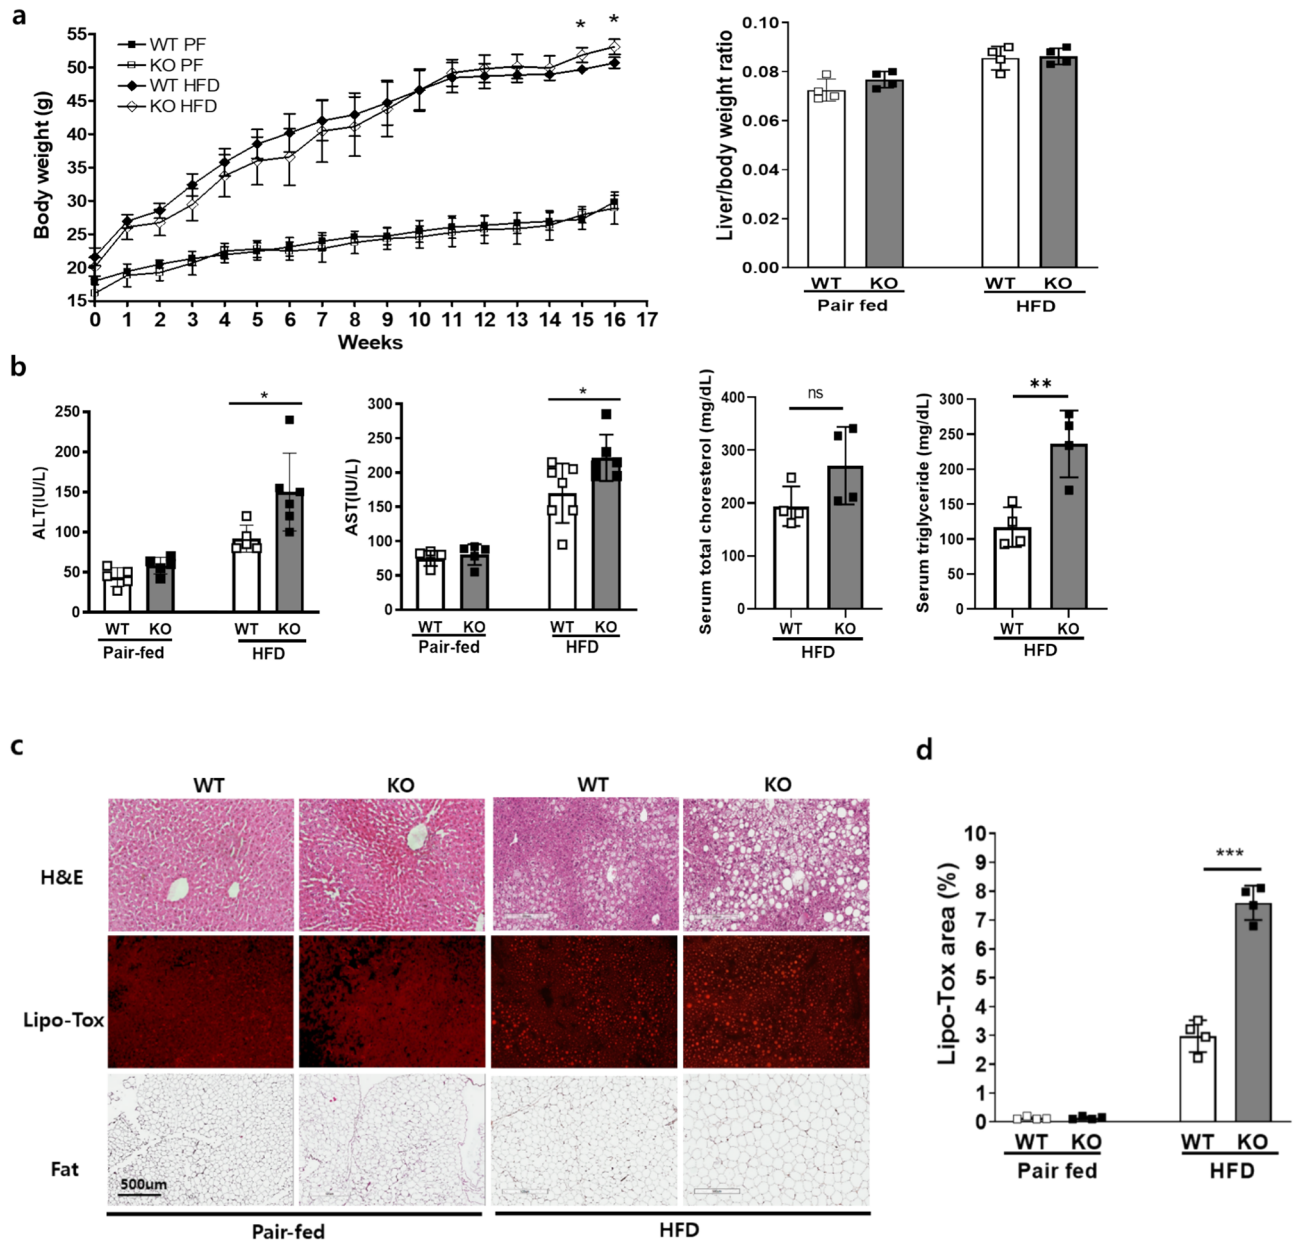 a
55
50
45
40
35
30
25
20
15
Body weight (g)
WT PF
KO PF
WT HFD
KO HFD
* *
0 1 2 3 4 5 6 7 8 9 10 11 12 13 14 15 16 17
Weeks
0.10
0.08
0.06
0.04
0.02
0.00
Liver/body weight ratio
WT KO WT KO
Pair fed HFD
b
250
200
150
100
50
0
ALT(IU/L)
*
WT KO WT KO
Pair-fed HFD
300
250
200
150
100
50
0
AST(IU/L)
*
WT KO WT KO
Pair-fed HFD
400
300
200
100
0
Serum total choresterol (mg/dL)
ns
WT KO
HFD
300
250
200
150
100
50
0
Serum triglyceride (mg/dL)
**
WT KO
HFD
c
WT KO WT KO
H&E
Lipo-Tox
Fat
500um
Pair-fed HFD
d
10
9
8
7
6
5
4
3
2
1
0
Lipo-Tox area (%)
***
WT KO WT KO
Pair fed HFD